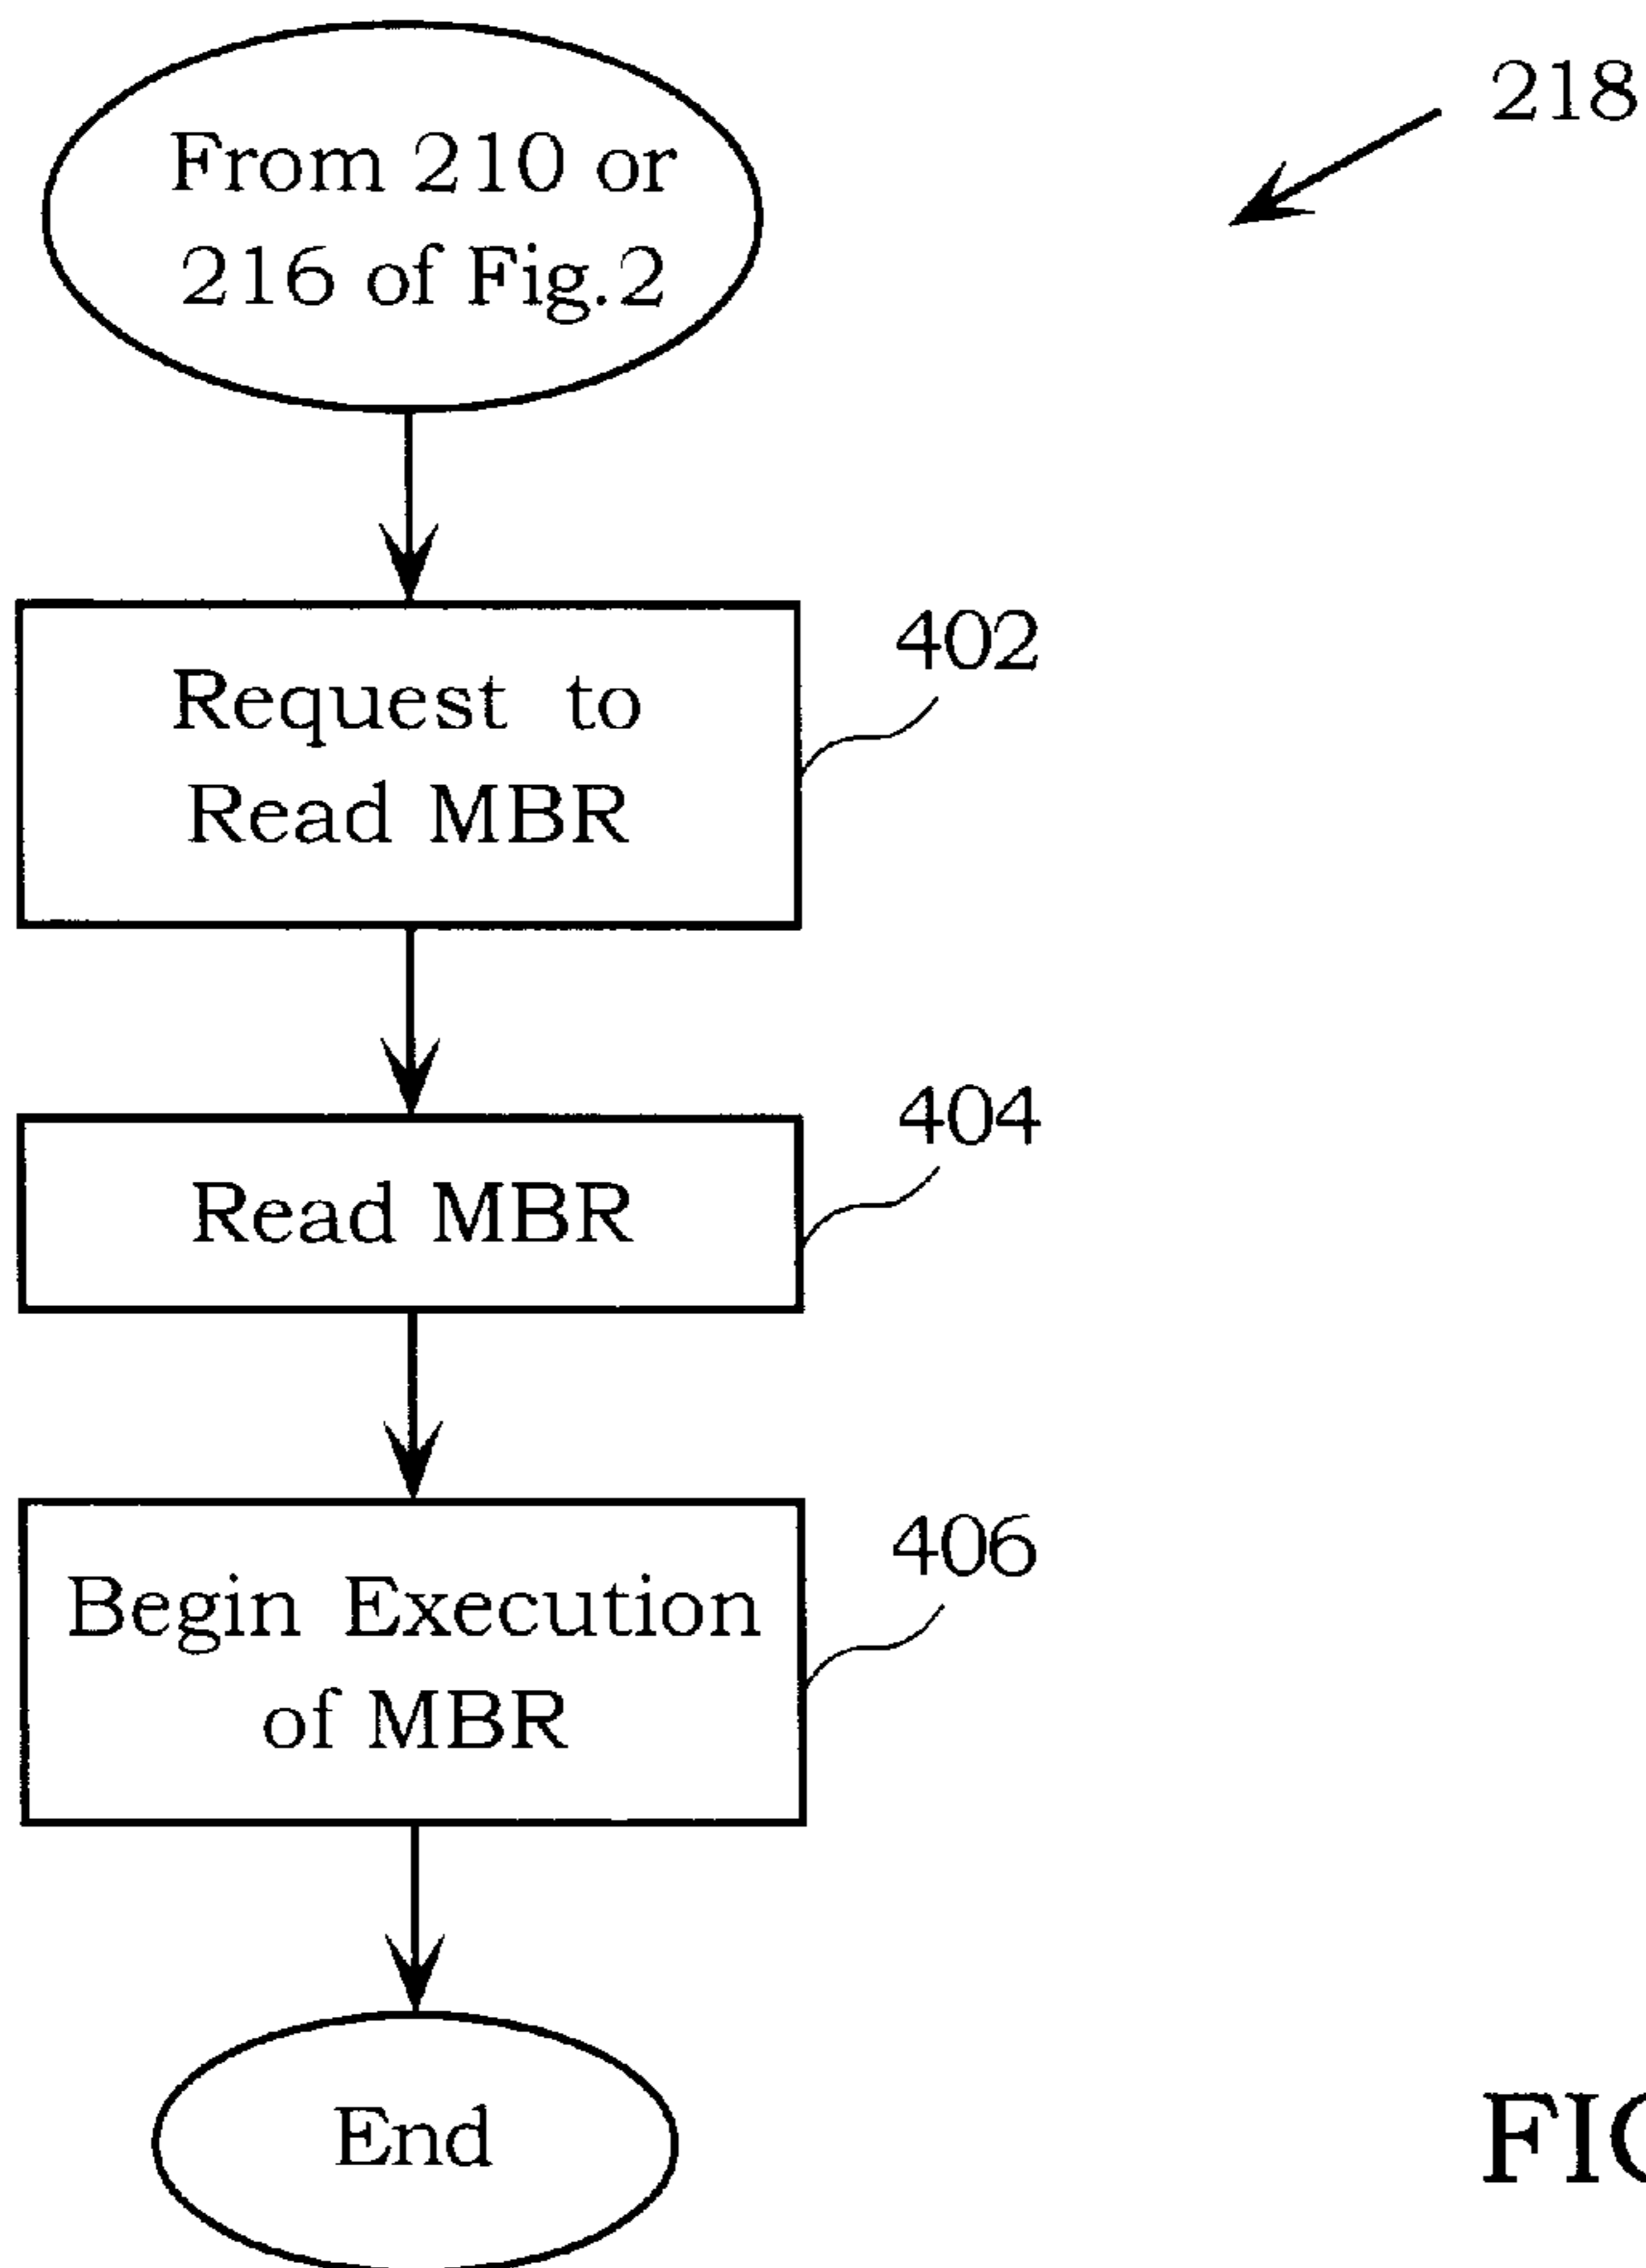 218
From 210 or
216 of Fig.2
402
Request to
Read MBR
404
Read MBR
406
Begin Execution
of MBR
End